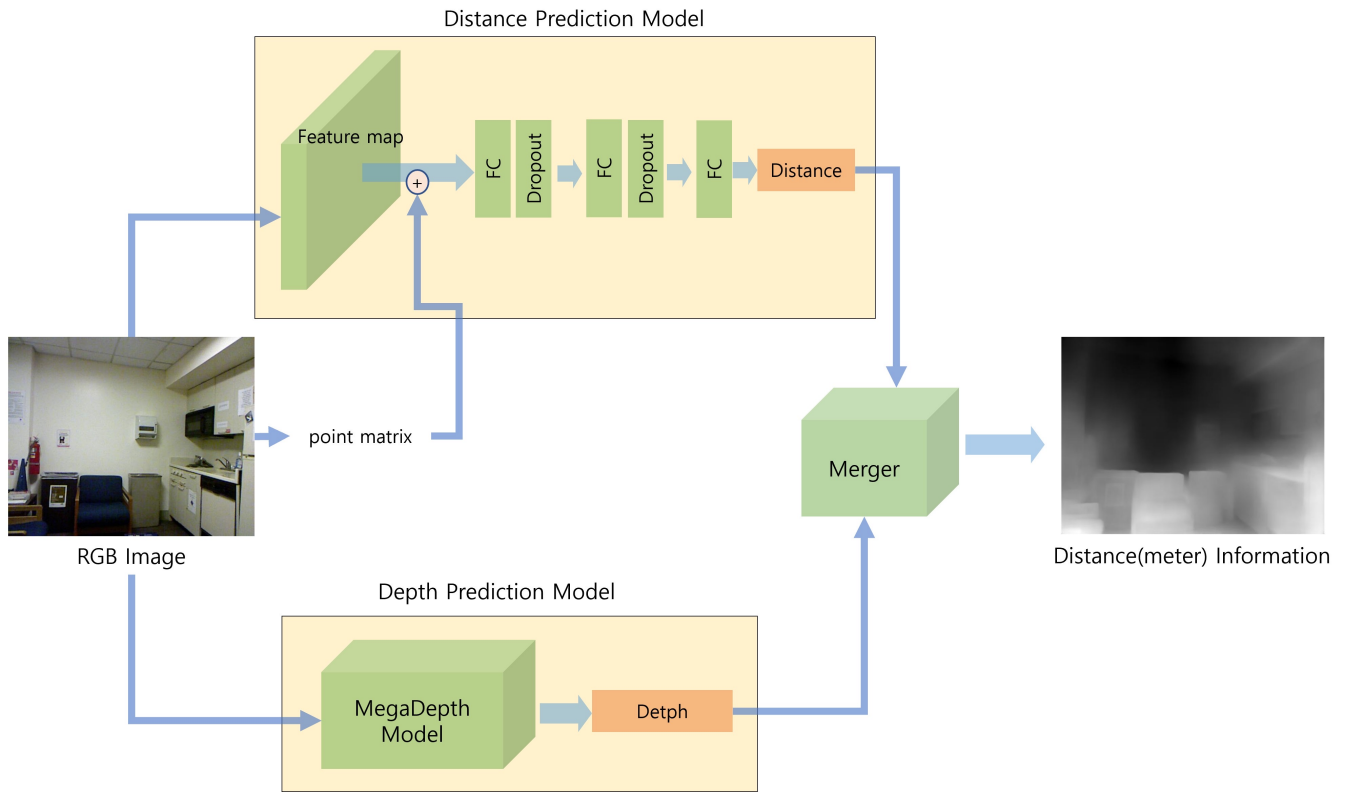 Distance Prediction Model
Feature map
+
FC
Dropout
FC
Dropout
FC
Distance
point matrix
RGB Image
Merger
Distance(meter) Information
Depth Prediction Model
MegaDepth
Model
Detph